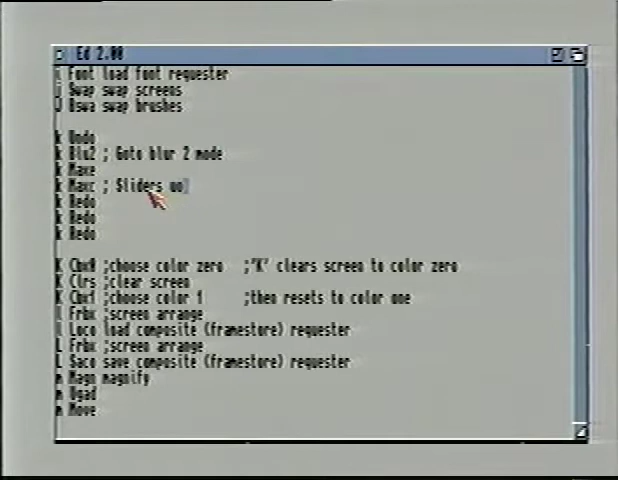 Ed 2.00
i Font load font requester
j Swap swap screens
J Bswa swap brushes
k Undo
k Blu2 ; Goto blur 2 mode
k Maxe
k Maxc ; Sliders uo
k Redo
k Redo
k Redo
K Cbx0 ;choose color zero ;'K' clears screen to color zero
K Clrs ;clear screen
K Cbx1 ;choose color 1 ;then resets to color one
l Frbx ;screen arrange
l Loco load composite (framestore) requester
L Frbx ;screen arrange
L Saco save composite (framestore) requester
m Magn magnify
m Ugad
m Move